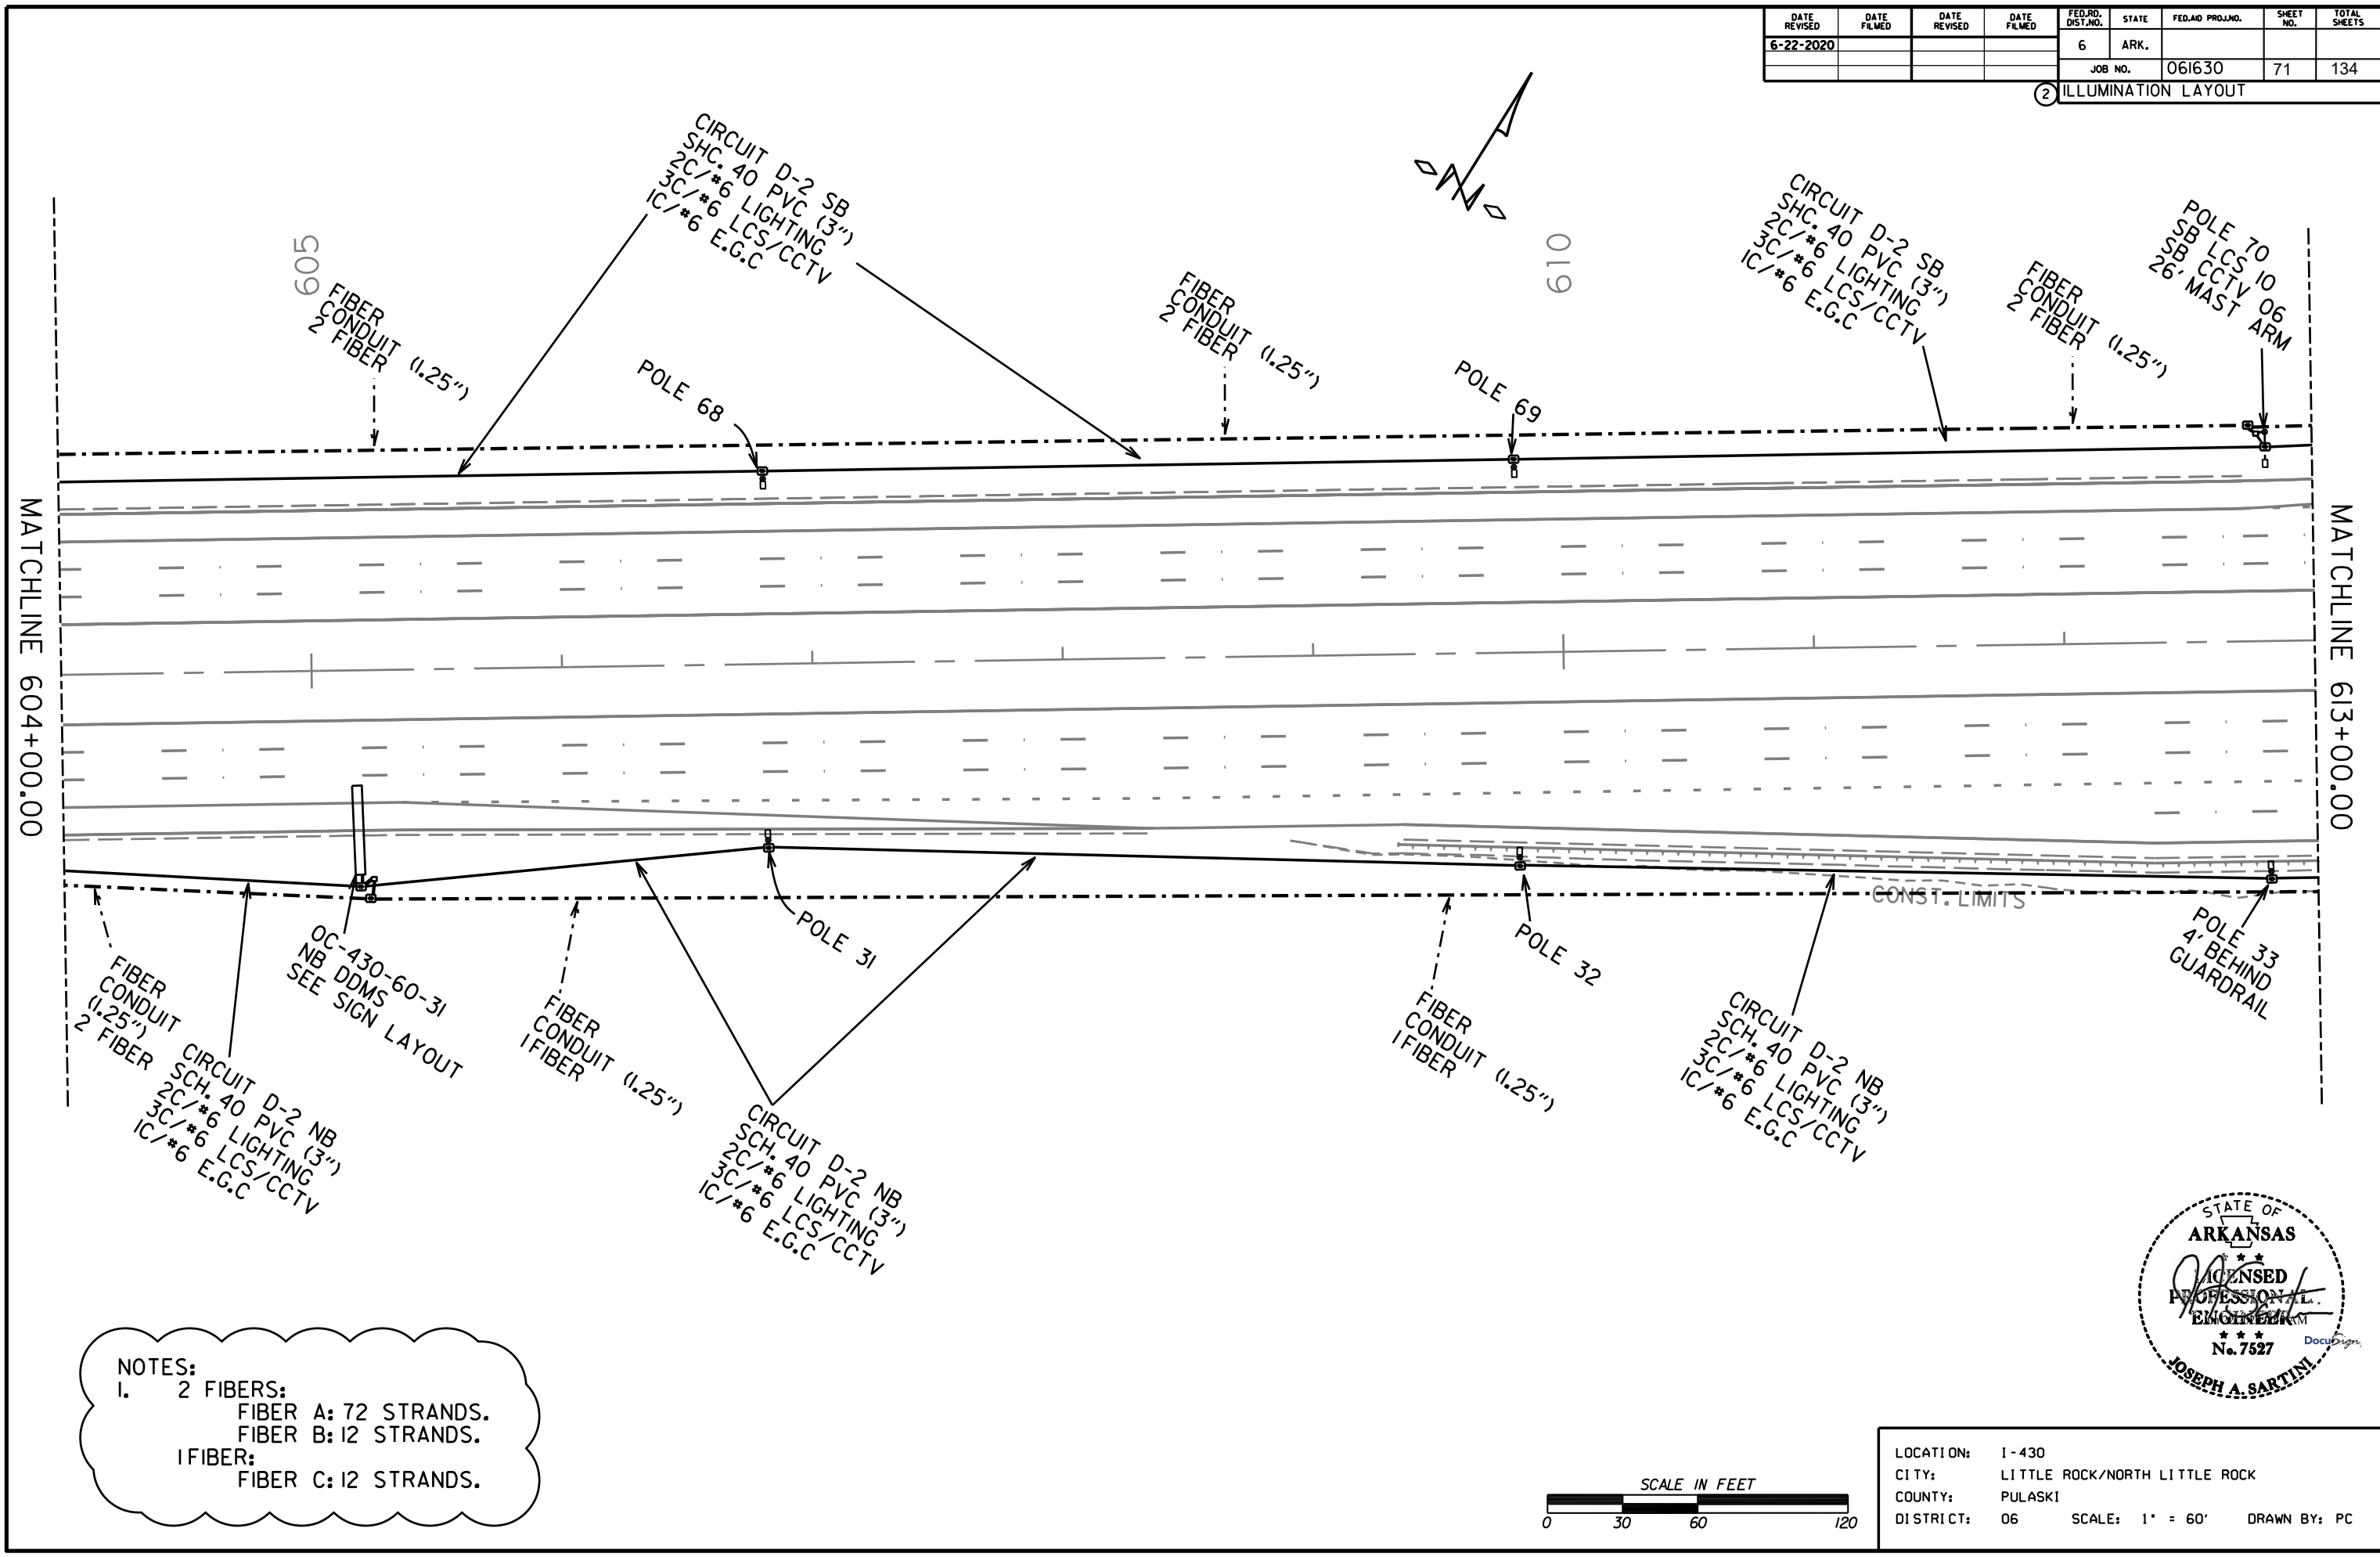 DATE REVISED
DATE FILMED
DATE REVISED
DATE FILMED
FED.RD. DIST.NO.
STATE
FED.AID PROJ.NO.
SHEET NO.
TOTAL SHEETS
6-22-2020
6
ARK.
JOB NO.
061630
71
134
2
ILLUMINATION LAYOUT
CIRCUIT D-2 SB
SHC. 40 PVC (3")
2C/#6 LIGHTING
3C/#6 LCS/CCTV
1C/#6 E.G.C
CIRCUIT D-2 SB
SHC. 40 PVC (3")
2C/#6 LIGHTING
3C/#6 LCS/CCTV
1C/#6 E.G.C
POLE 70
SB LCS 10
SB CCTV 06
26' MAST ARM
N
605
610
FIBER
CONDUIT (1.25")
2 FIBER
FIBER
CONDUIT (1.25")
2 FIBER
FIBER
CONDUIT (1.25")
2 FIBER
POLE 68
POLE 69
MATCHLINE 604+00.00
MATCHLINE 613+00.00
CONST. LIMITS
POLE 31
POLE 32
POLE 33
4' BEHIND
GUARDRAIL
OC-430-60-31
NB DDMS
SEE SIGN LAYOUT
FIBER
CONDUIT
(1.25")
2 FIBER
FIBER
CONDUIT (1.25")
1 FIBER
FIBER
CONDUIT (1.25")
1 FIBER
CIRCUIT D-2 NB
SCH. 40 PVC (3")
2C/#6 LIGHTING
3C/#6 LCS/CCTV
1C/#6 E.G.C
CIRCUIT D-2 NB
SCH. 40 PVC (3")
2C/#6 LIGHTING
3C/#6 LCS/CCTV
1C/#6 E.G.C
CIRCUIT D-2 NB
SCH. 40 PVC (3")
2C/#6 LIGHTING
3C/#6 LCS/CCTV
1C/#6 E.G.C
STATE OF
ARKANSAS
LICENSED
PROFESSIONAL
ENGINEER
No. 7527
JOSEPH A. SARTINI
DocuSign
NOTES:
1. 2 FIBERS:
FIBER A: 72 STRANDS.
FIBER B: 12 STRANDS.
1 FIBER:
FIBER C: 12 STRANDS.
SCALE IN FEET
0 30 60 120
LOCATION: I-430
CITY: LITTLE ROCK/NORTH LITTLE ROCK
COUNTY: PULASKI
DISTRICT: 06 SCALE: 1" = 60' DRAWN BY: PC